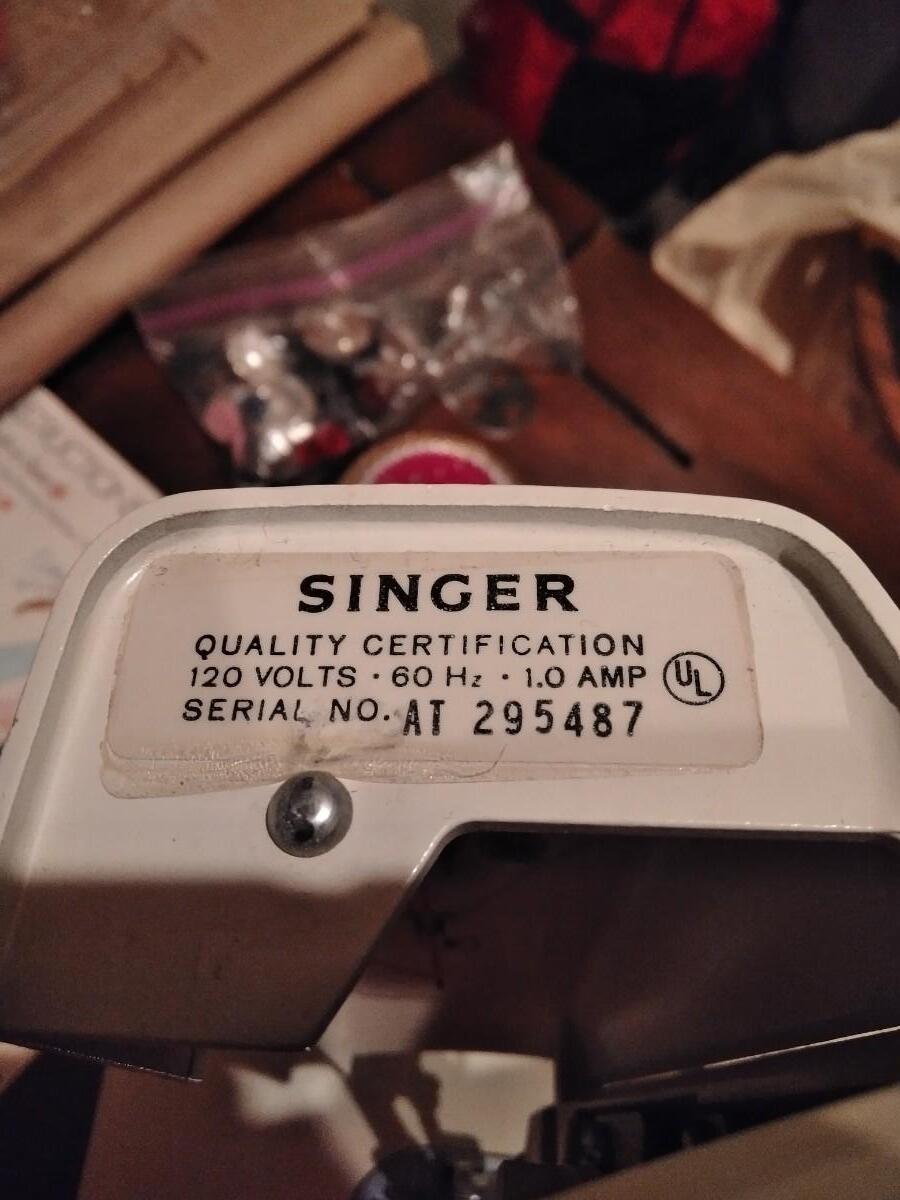 SINGER
QUALITY CERTIFICATION
120 VOLTS · 60 Hz · 1.0 AMP
UL
SERIAL NO. AT 295487